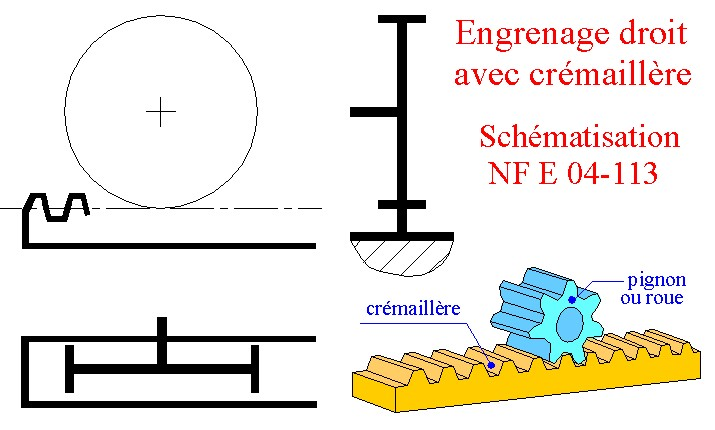 Engrenage droit
avec crémaillère
Schématisation
NF E 04-113
pignon
ou roue
crémaillère